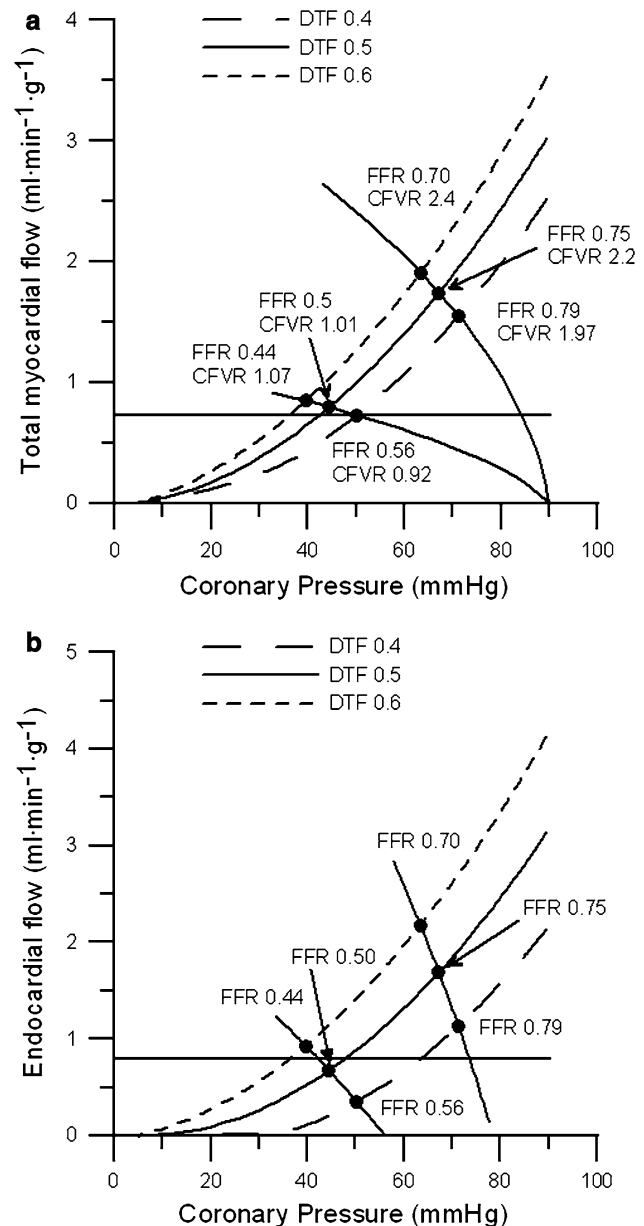 a
DTF 0.4
DTF 0.5
DTF 0.6
Total myocardial flow (ml·min⁻¹·g⁻¹)
4
3
2
1
0
FFR 0.70
CFVR 2.4
FFR 0.75
CFVR 2.2
FFR 0.5
CFVR 1.01
FFR 0.79
CFVR 1.97
FFR 0.44
CFVR 1.07
FFR 0.56
CFVR 0.92
0 20 40 60 80 100
Coronary Pressure (mmHg)
b
DTF 0.4
DTF 0.5
DTF 0.6
Endocardial flow (ml·min⁻¹·g⁻¹)
5
4
3
2
1
0
FFR 0.70
FFR 0.75
FFR 0.50
FFR 0.44
FFR 0.79
FFR 0.56
0 20 40 60 80 100
Coronary Pressure (mmHg)